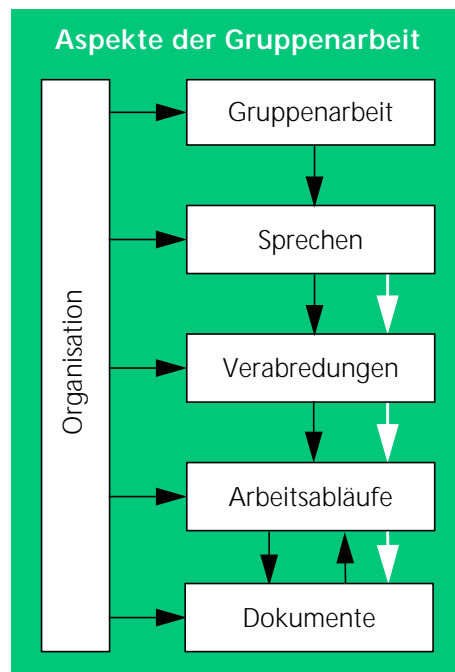 Aspekte der Gruppenarbeit
Organisation
Gruppenarbeit
Sprechen
Verabredungen
Arbeitsabläufe
Dokumente